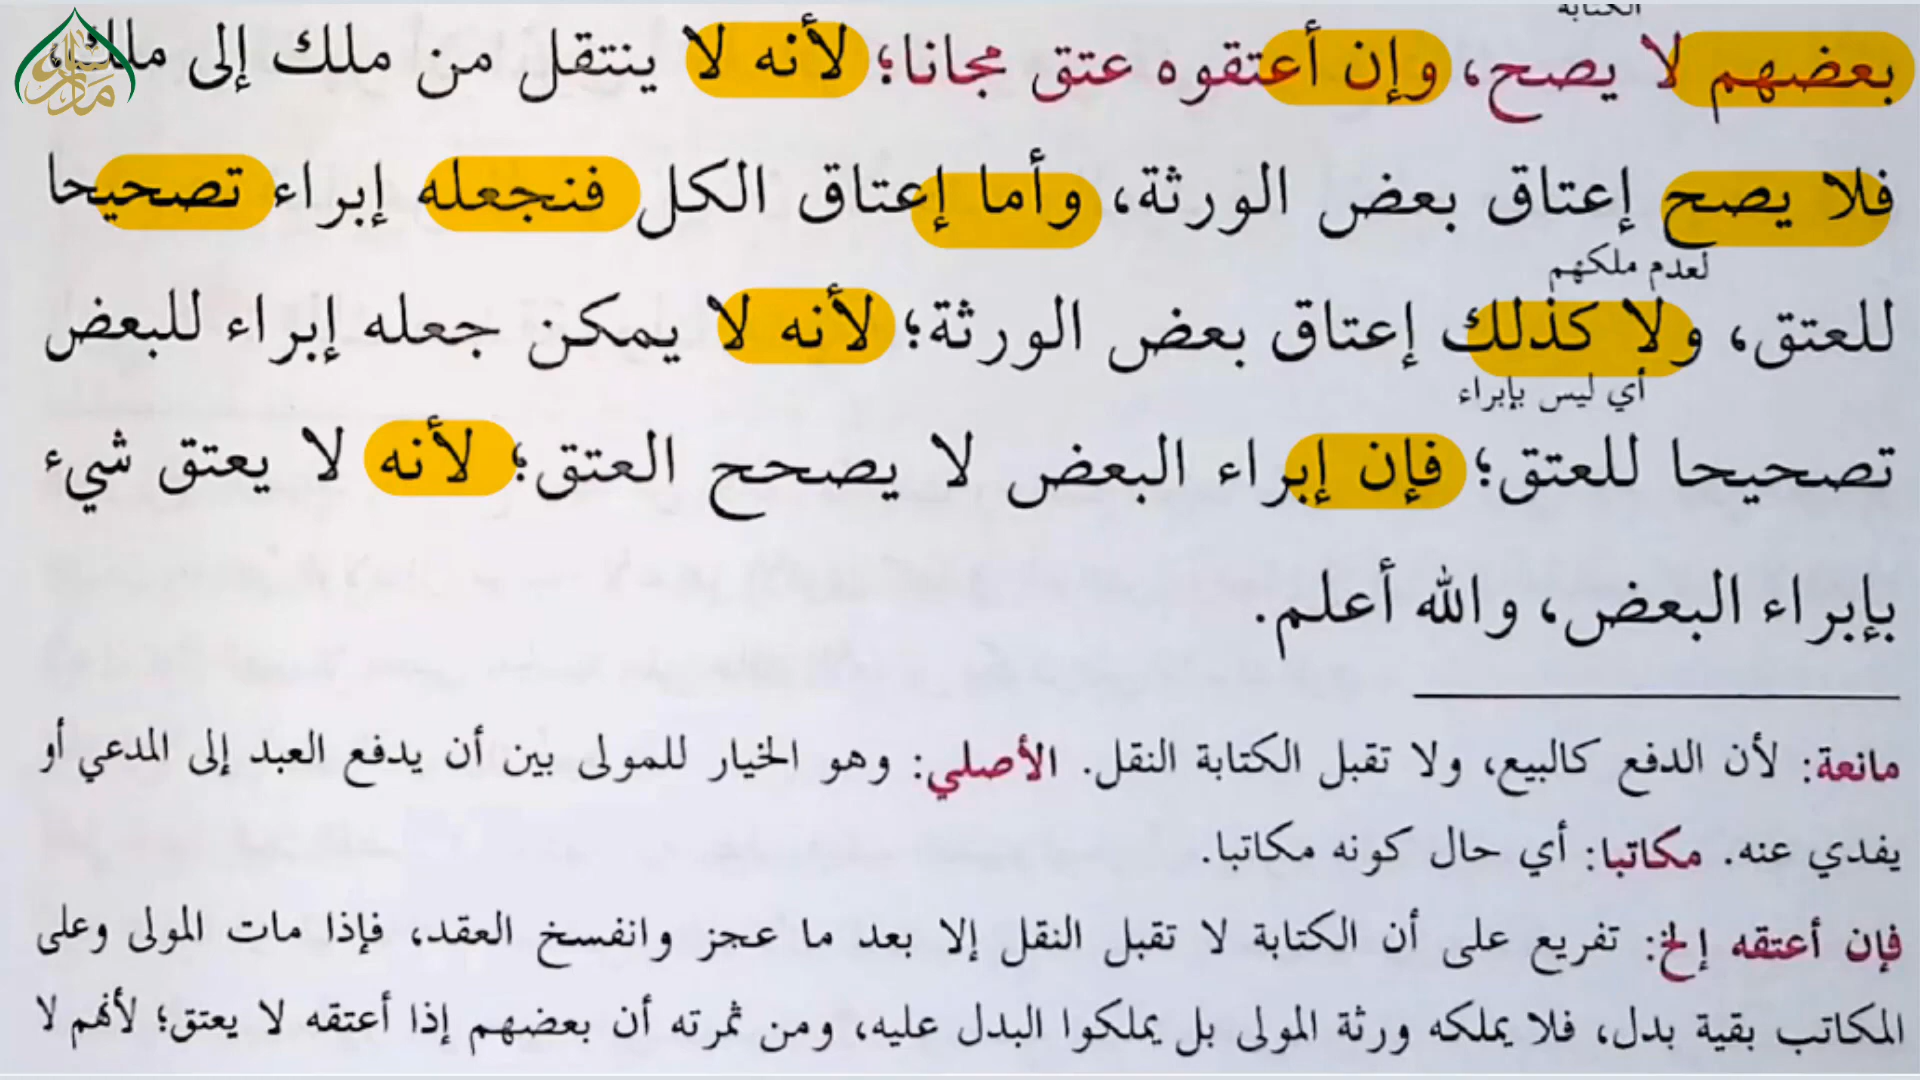 الكتابة
بعضهم لا يصح، وإن أعتقوه عتق مجانا؛ لأنه لا ينتقل من ملك إلى ملك،
فلا يصح إعتاق بعض الورثة، وأما إعتاق الكل فنجعله إبراء تصحيحا
لعدم ملكهم
للعتق، ولا كذلك إعتاق بعض الورثة؛ لأنه لا يمكن جعله إبراء للبعض
أي ليس بإبراء
تصحيحا للعتق؛ فإن إبراء البعض لا يصحح العتق؛ لأنه لا يعتق شيء
بإبراء البعض، والله أعلم.
مانعة: لأن الدفع كالبيع، ولا تقبل الكتابة النقل. الأصلي: وهو الخيار للمولى بين أن يدفع العبد إلى المدعي أو
يفدي عنه. مكاتبا: أي حال كونه مكاتبا.
فإن أعتقه إلخ: تفريع على أن الكتابة لا تقبل النقل إلا بعد ما عجز وانفسخ العقد، فإذا مات المولى وعلى
المكاتب بقية بدل، فلا يملكه ورثة المولى بل يملكوا البدل عليه، ومن ثمرته أن بعضهم إذا أعتقه لا يعتق؛ لأنهم لا